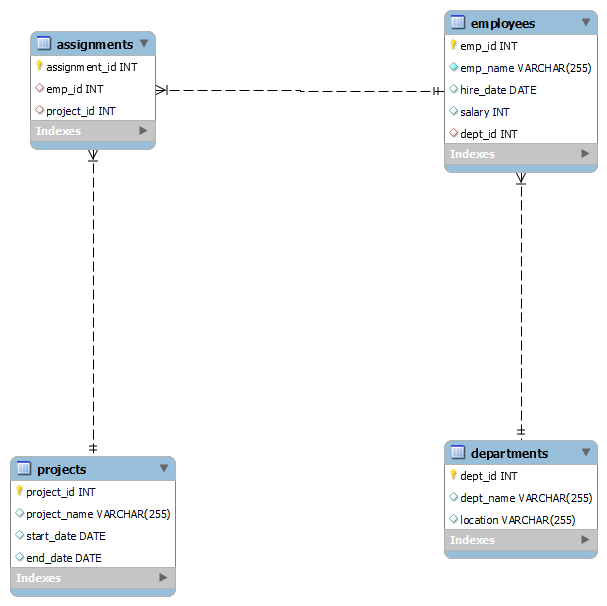 assignments
assignment_id INT
emp_id INT
project_id INT
Indexes
employees
emp_id INT
emp_name VARCHAR(255)
hire_date DATE
salary INT
dept_id INT
Indexes
projects
project_id INT
project_name VARCHAR(255)
start_date DATE
end_date DATE
Indexes
departments
dept_id INT
dept_name VARCHAR(255)
location VARCHAR(255)
Indexes